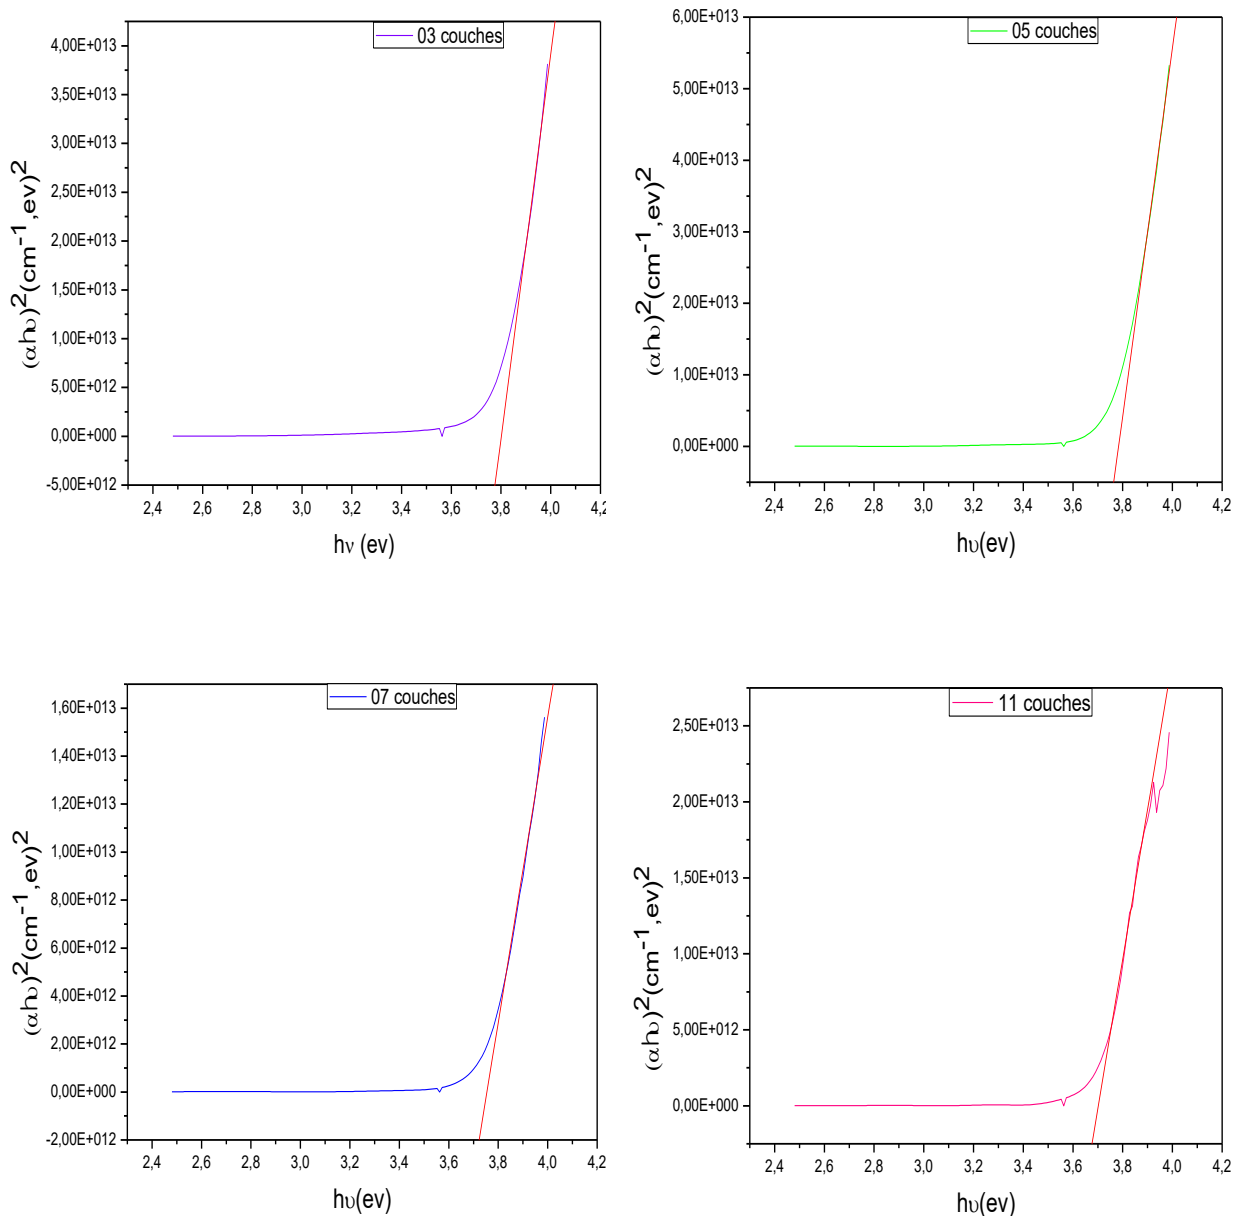 03 couches
4,00E+013
3,50E+013
3,00E+013
2,50E+013
2,00E+013
1,50E+013
1,00E+013
5,00E+012
0,00E+000
-5,00E+012
(αhυ)²(cm⁻¹,ev)²
2,4 2,6 2,8 3,0 3,2 3,4 3,6 3,8 4,0 4,2
hν (ev)
05 couches
6,00E+013
5,00E+013
4,00E+013
3,00E+013
2,00E+013
1,00E+013
0,00E+000
(αhυ)²(cm⁻¹,ev)²
2,4 2,6 2,8 3,0 3,2 3,4 3,6 3,8 4,0 4,2
hυ(ev)
07 couches
1,60E+013
1,40E+013
1,20E+013
1,00E+013
8,00E+012
6,00E+012
4,00E+012
2,00E+012
0,00E+000
-2,00E+012
(αhυ)²(cm⁻¹,ev)²
2,4 2,6 2,8 3,0 3,2 3,4 3,6 3,8 4,0 4,2
hυ(ev)
11 couches
2,50E+013
2,00E+013
1,50E+013
1,00E+013
5,00E+012
0,00E+000
(αhυ)²(cm⁻¹,ev)²
2,4 2,6 2,8 3,0 3,2 3,4 3,6 3,8 4,0 4,2
hυ(ev)